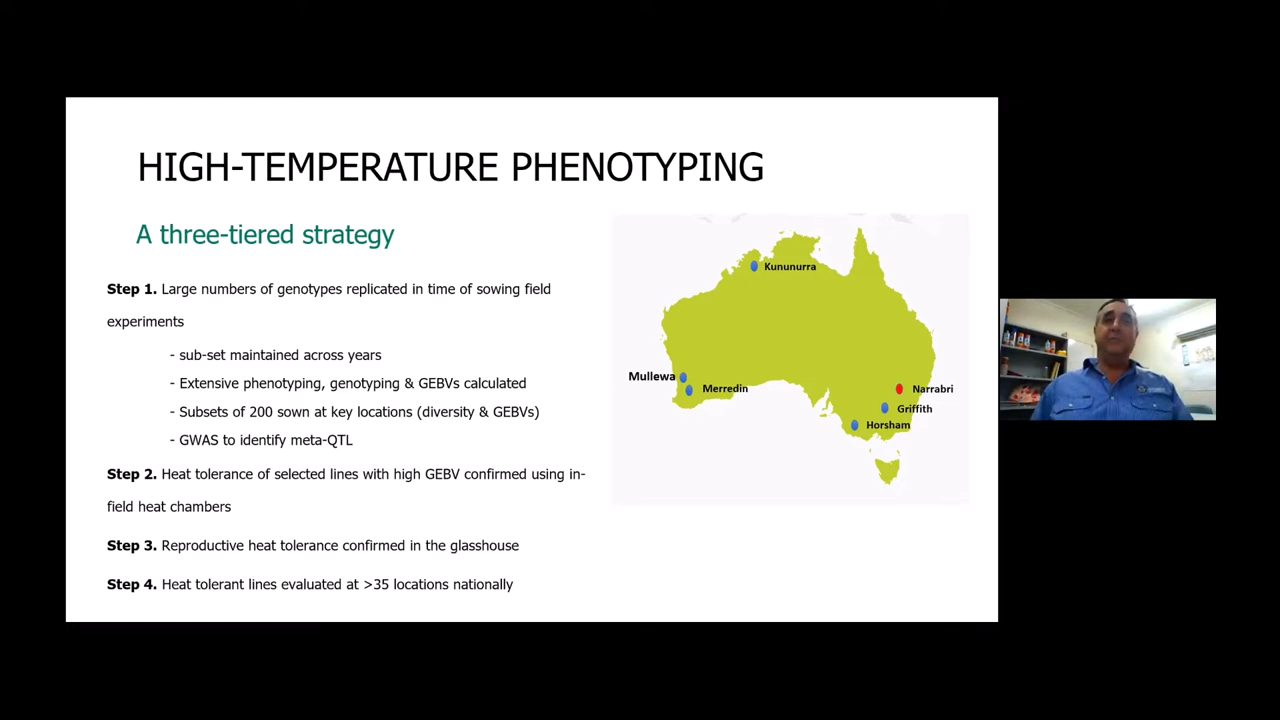 HIGH-TEMPERATURE PHENOTYPING
A three-tiered strategy
Step 1. Large numbers of genotypes replicated in time of sowing field
experiments
- sub-set maintained across years
- Extensive phenotyping, genotyping & GEBVs calculated
- Subsets of 200 sown at key locations (diversity & GEBVs)
- GWAS to identify meta-QTL
Step 2. Heat tolerance of selected lines with high GEBV confirmed using in-
field heat chambers
Step 3. Reproductive heat tolerance confirmed in the glasshouse
Step 4. Heat tolerant lines evaluated at >35 locations nationally
Kununurra
Mullewa
Merredin
Narrabri
Griffith
Horsham